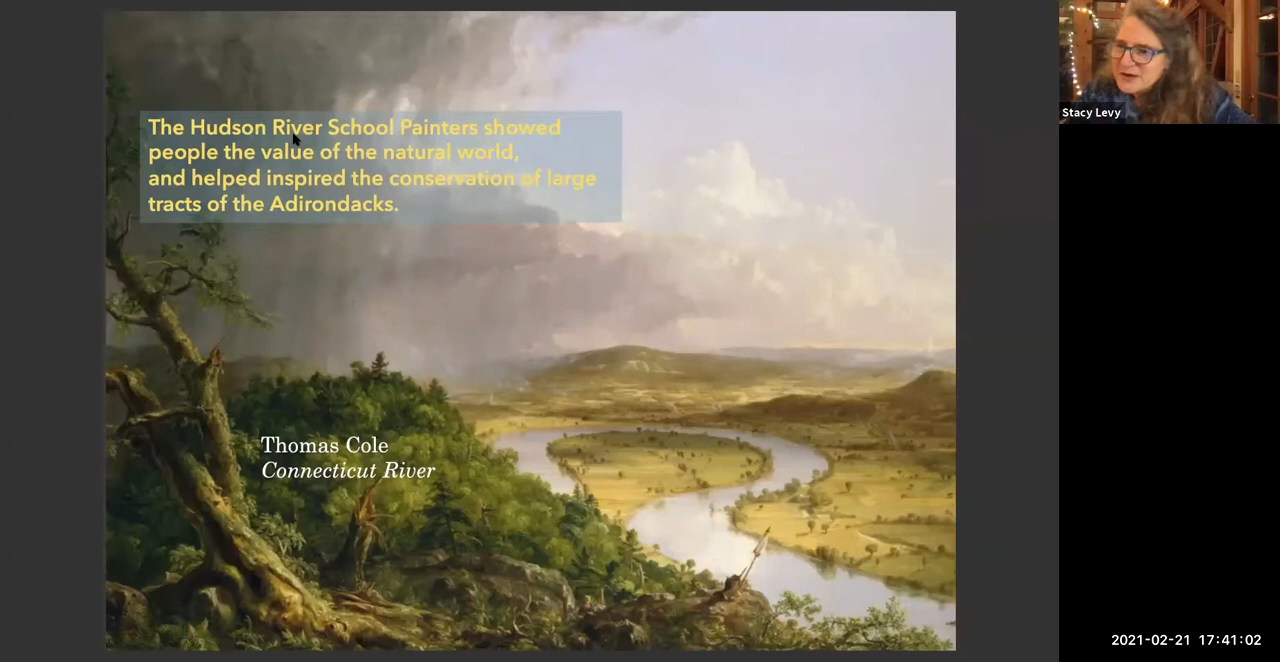 The Hudson River School Painters showed
people the value of the natural world,
and helped inspired the conservation of large
tracts of the Adirondacks.
Thomas Cole
Connecticut River
Stacy Levy
2021-02-21 17:41:02